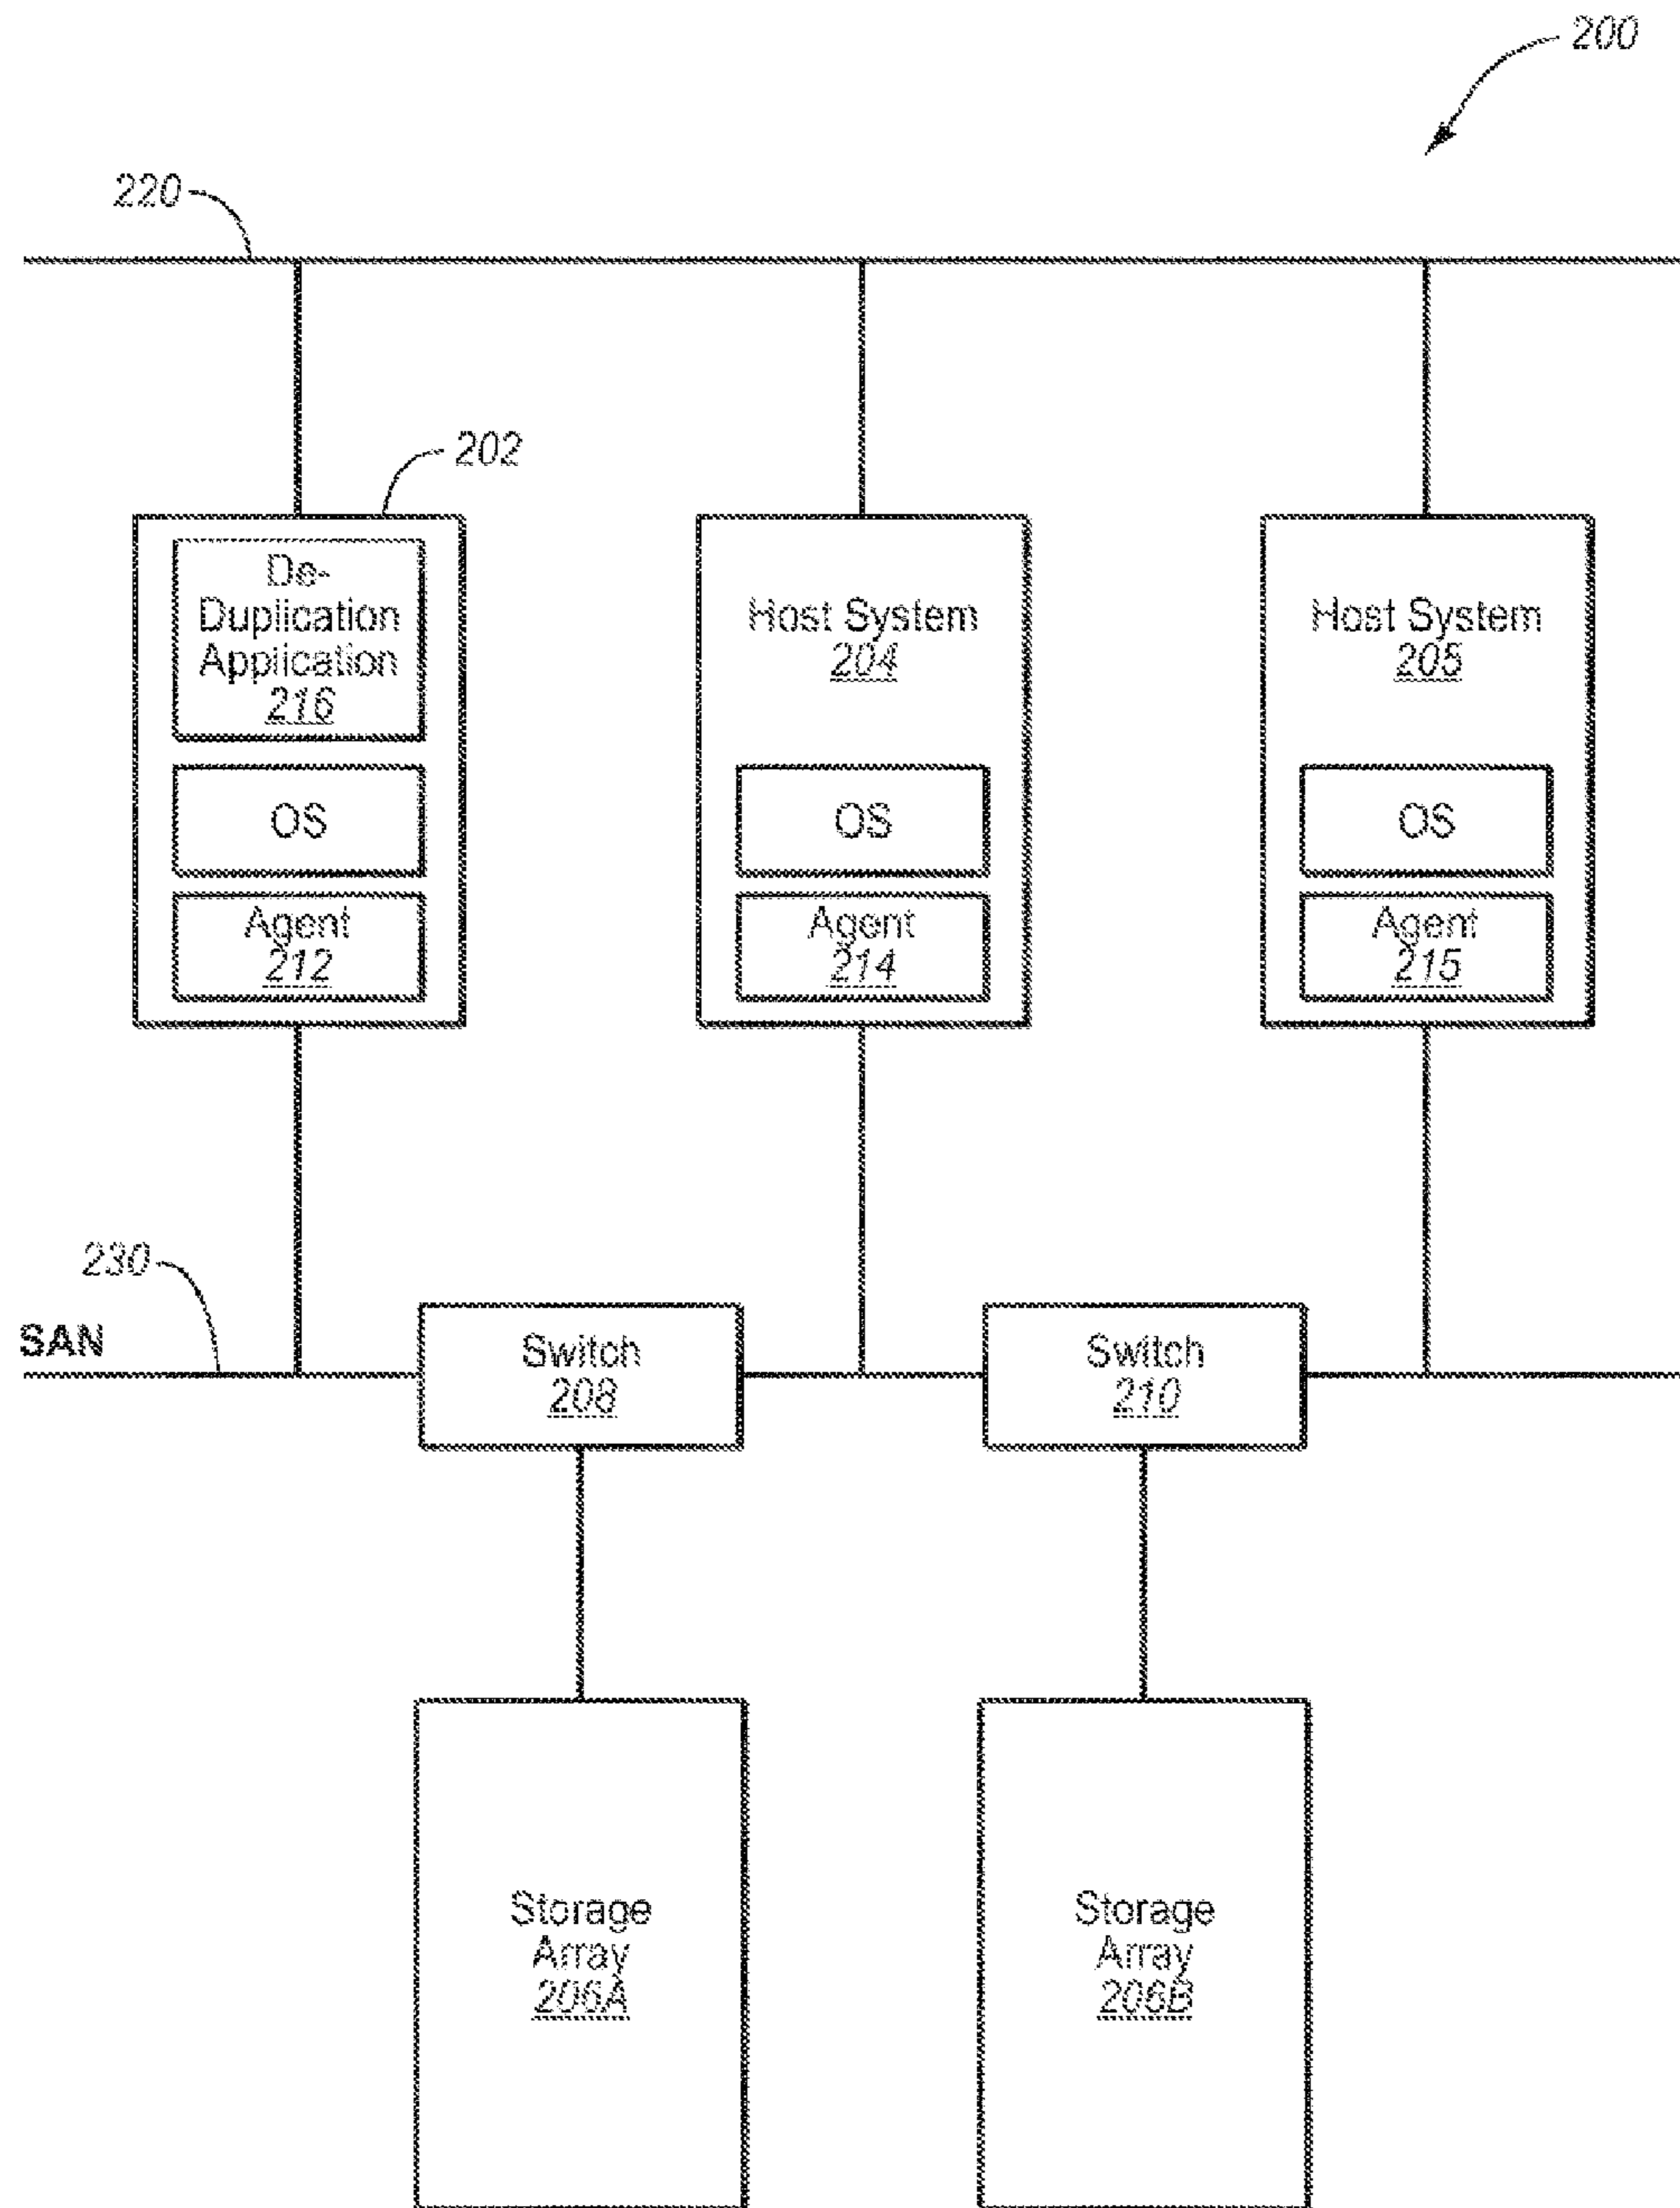 200
220
202
De-
Duplication
Application
216
OS
Agent
212
Host System
204
OS
Agent
214
Host System
205
OS
Agent
215
230
SAN
Switch
208
Switch
210
Storage
Array
206A
Storage
Array
206B